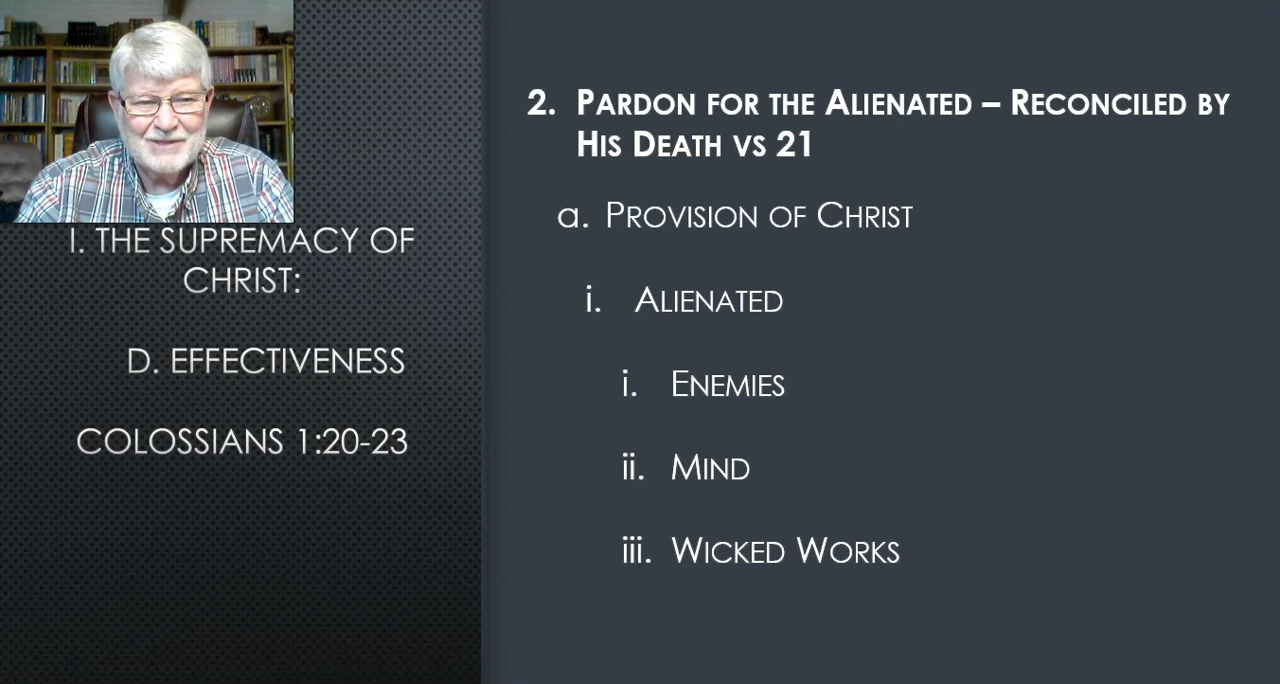 I. THE SUPREMACY OF
CHRIST:
D. EFFECTIVENESS
COLOSSIANS 1:20-23
2. PARDON FOR THE ALIENATED – RECONCILED BY
HIS DEATH VS 21
a. PROVISION OF CHRIST
i. ALIENATED
i. ENEMIES
ii. MIND
iii. WICKED WORKS